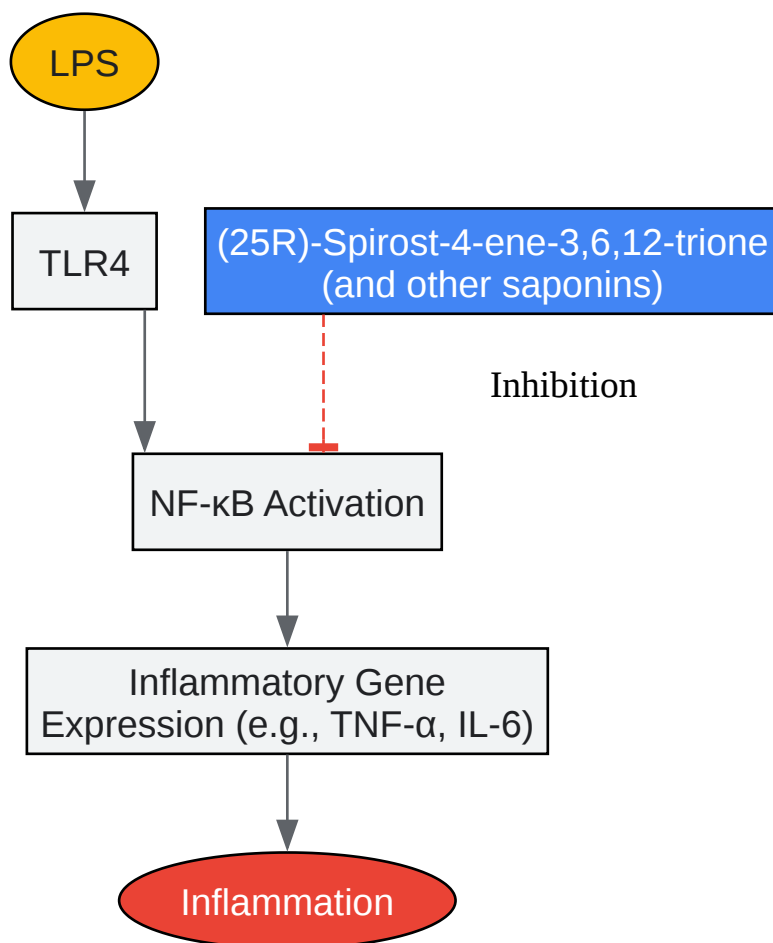 LPS
TLR4
(25R)-Spirost-4-ene-3,6,12-trione
(and other saponins)
Inhibition
NF-κB Activation
Inflammatory Gene
Expression (e.g., TNF-α, IL-6)
Inflammation